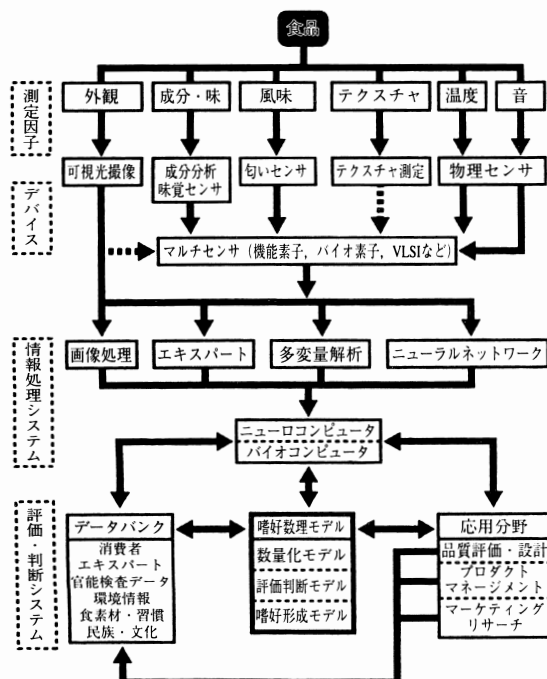 食品
測定因子
外観
成分・味
風味
テクスチャ
温度
音
デバイス
可視光撮像
成分分析
味覚センサ
匂いセンサ
テクスチャ測定
物理センサ
マルチセンサ（機能素子，バイオ素子，VLSIなど）
情報処理システム
画像処理
エキスパート
多変量解析
ニューラルネットワーク
ニューロコンピュータ
バイオコンピュータ
評価・判断システム
データバンク
消費者
エキスパート
官能検査データ
環境情報
食素材・習慣
民族・文化
嗜好数理モデル
数量化モデル
評価判断モデル
嗜好形成モデル
応用分野
品質評価・設計
プロダクト
マネージメント
マーケティング
リサーチ